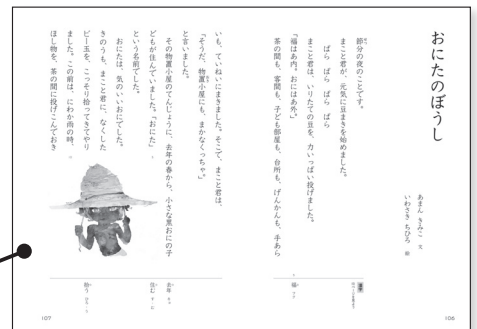 おにたのぼうし
あまん きみこ 文
いわさき ちひろ 絵
節分の夜のことです。
まこと君が、元気に豆まきを始めました。
ぱら ぱら ぱら ぱら
まこと君は、いりたての豆を、力いっぱい投げました。
「福はあ内。おにはあ外。」
茶の間も、客間も、子ども部屋も、台所も、げんかんも、手あら
106
いも、ていねいにまきました。そこで、まこと君は、
「そうだ、物置小屋にも、まかなくっちゃ。」
と言いました。
その物置小屋のてんじょうに、去年の春から、小さな黒おにの子
どもが住んでいました。「おにた」
という名前でした。
おにたは、気のいいおにでした。
きのうも、まこと君に、なくした
ビー玉を、こっそり拾ってきてやり
ました。この前は、にわか雨の時、
ほし物を、茶の間に投げこんでおき
去年
住む
拾う
107